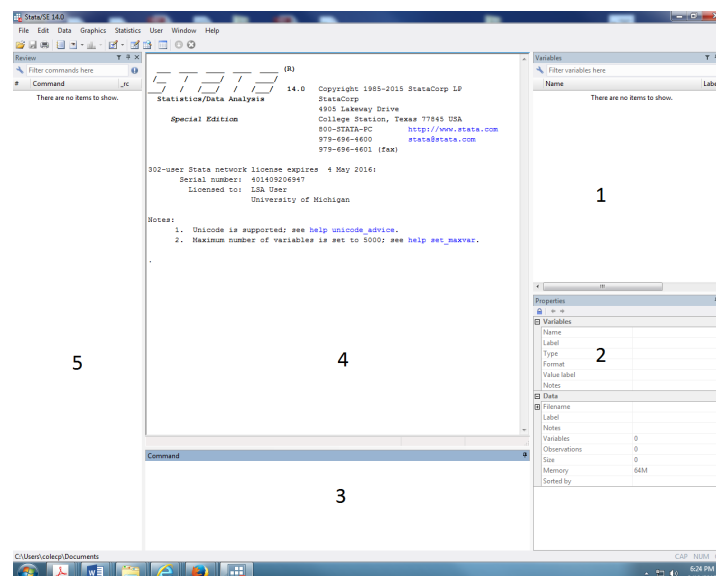 Stata/SE 14.0
File Edit Data Graphics Statistics User Window Help
Review
Filter commands here
# Command _rc
There are no items to show.
5
(R)
STATA 14.0 Copyright 1985-2015 StataCorp LP
Statistics/Data Analysis StataCorp
4905 Lakeway Drive
Special Edition College Station, Texas 77845 USA
800-STATA-PC http://www.stata.com
979-696-4600 stata@stata.com
979-696-4601 (fax)
302-user Stata network license expires 4 May 2016:
Serial number: 401409206947
Licensed to: LSA User
University of Michigan
Notes:
1. Unicode is supported; see help unicode_advice.
2. Maximum number of variables is set to 5000; see help set_maxvar.
.
4
Command
3
Variables
Filter variables here
Name Labe
There are no items to show.
1
Properties
Variables
Name
Label
Type
2
Format
Value label
Notes
Data
Filename
Label
Notes
Variables 0
Observations 0
Size 0
Memory 64M
Sorted by
C:\Users\colecp\Documents
CAP NUM
6:24 PM